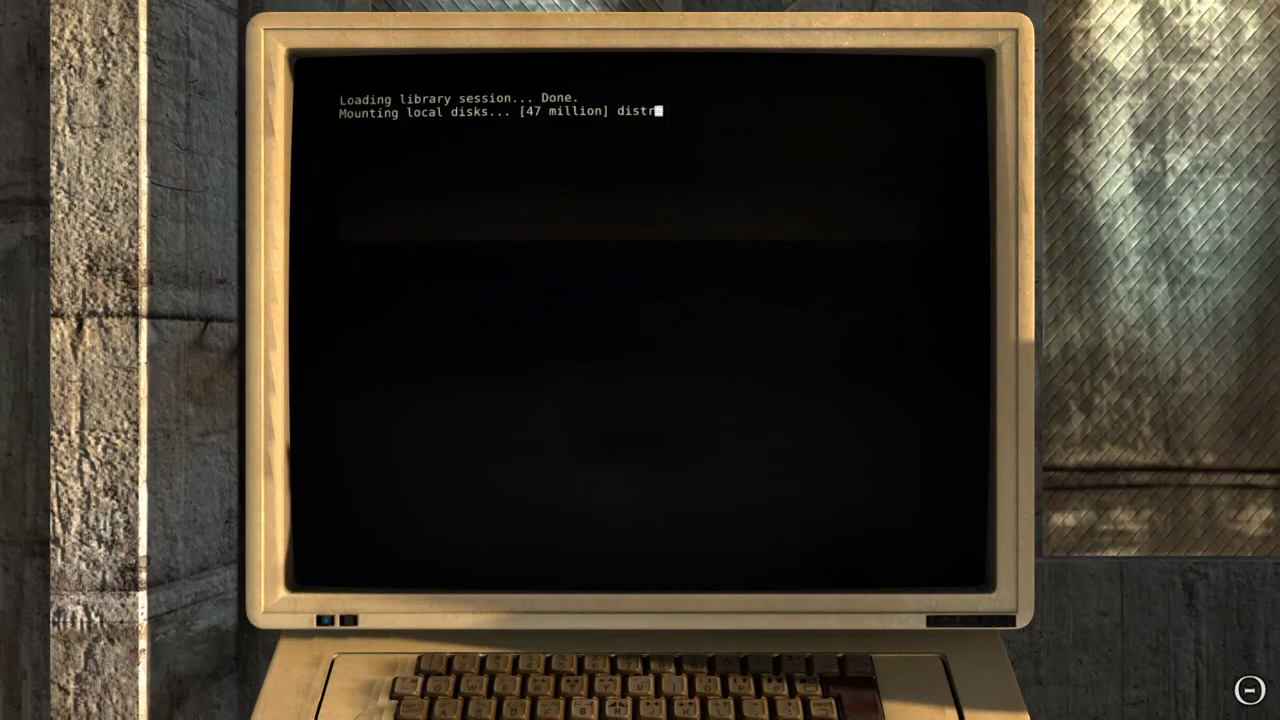 Loading library session... Done.
Mounting local disks... [47 million] distr